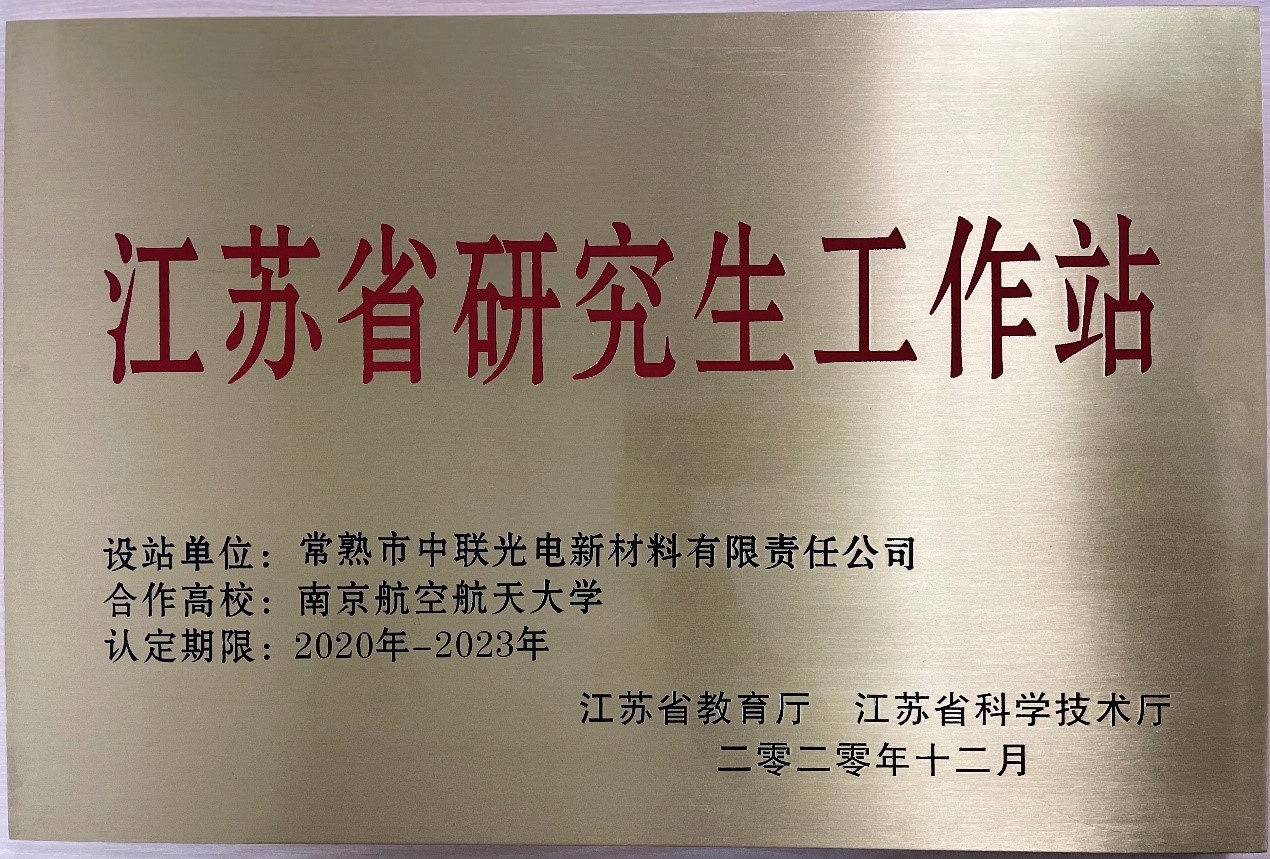 江苏省研究生工作站
设站单位：常熟市中联光电新材料有限责任公司
合作高校：南京航空航天大学
认定期限：2020年-2023年
江苏省教育厅 江苏省科学技术厅
二零二零年十二月